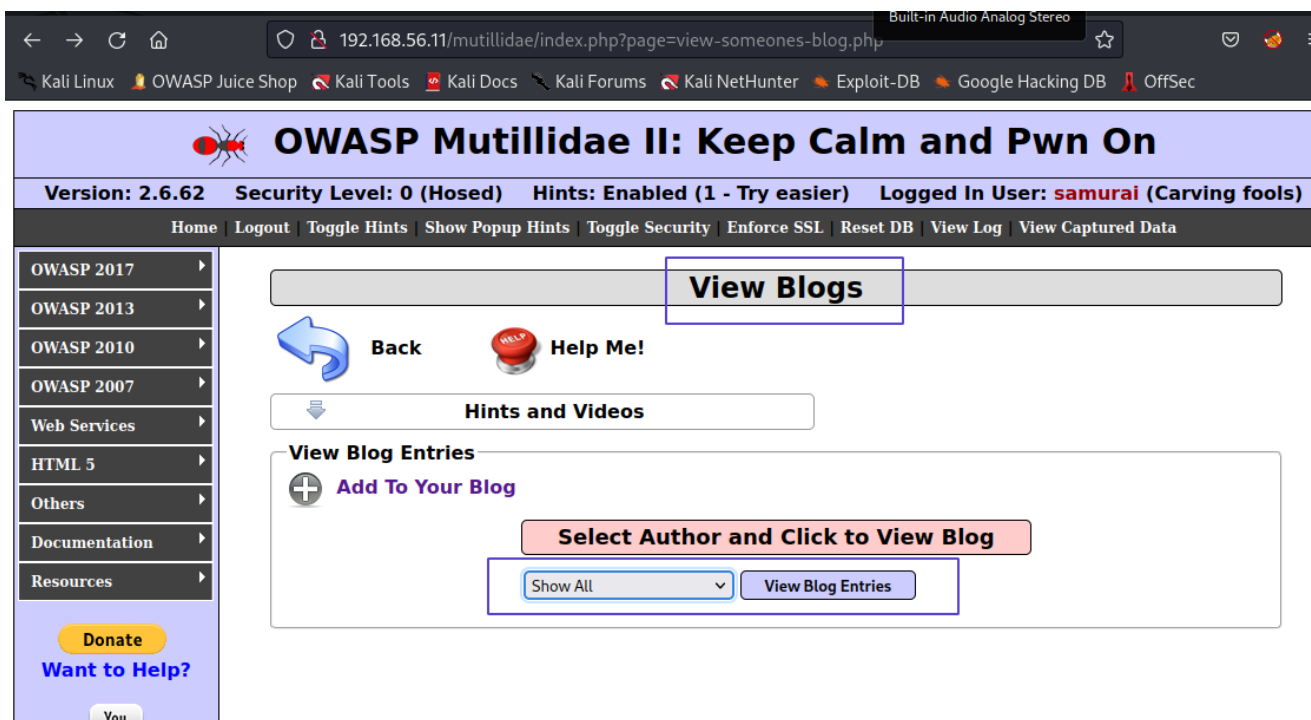 Built-in Audio Analog Stereo
192.168.56.11/mutillidae/index.php?page=view-someones-blog.php
Kali Linux OWASP Juice Shop Kali Tools Kali Docs Kali Forums Kali NetHunter Exploit-DB Google Hacking DB OffSec
OWASP Mutillidae II: Keep Calm and Pwn On
Version: 2.6.62 Security Level: 0 (Hosed) Hints: Enabled (1 - Try easier) Logged In User: samurai (Carving fools)
Home | Logout | Toggle Hints | Show Popup Hints | Toggle Security | Enforce SSL | Reset DB | View Log | View Captured Data
OWASP 2017
OWASP 2013
OWASP 2010
OWASP 2007
Web Services
HTML 5
Others
Documentation
Resources
Donate
Want to Help?
You
View Blogs
Back
HELP
Help Me!
Hints and Videos
View Blog Entries
Add To Your Blog
Select Author and Click to View Blog
Show All
View Blog Entries